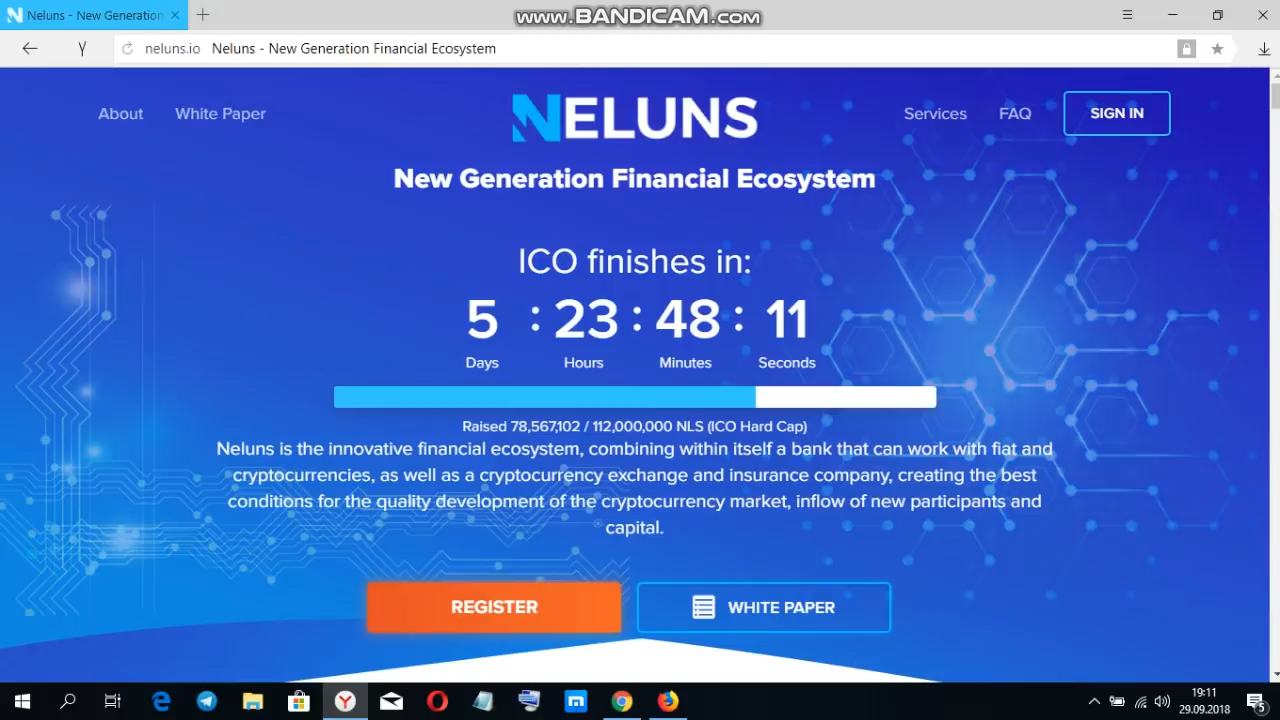 Neluns - New Generation
www.BANDICAM.com
neluns.io Neluns - New Generation Financial Ecosystem
About White Paper NELUNS Services FAQ SIGN IN
New Generation Financial Ecosystem
ICO finishes in:
5 : 23 : 48 : 11
Days Hours Minutes Seconds
Raised 78,567,102 / 112,000,000 NLS (ICO Hard Cap)
Neluns is the innovative financial ecosystem, combining within itself a bank that can work with fiat and
cryptocurrencies, as well as a cryptocurrency exchange and insurance company, creating the best
conditions for the quality development of the cryptocurrency market, inflow of new participants and
capital.
REGISTER WHITE PAPER
19:11
29.09.2018
5